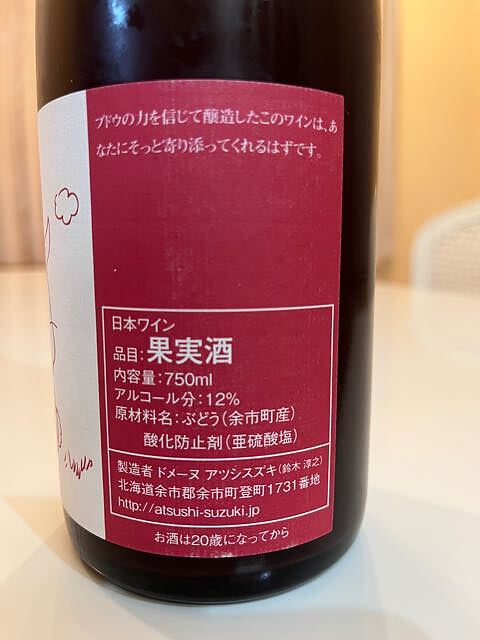 ブドウの力を信じて醸造したこのワインは、あ
なたにそっと寄り添ってくれるはずです。
日本ワイン
品目:果実酒
内容量:750ml
アルコール分:12%
原材料名:ぶどう(余市町産)
酸化防止剤(亜硫酸塩)
製造者 ドメーヌ アツシスズキ(鈴木 淳之)
北海道余市郡余市町登町1731番地
http://atsushi-suzuki.jp
お酒は20歳になってから